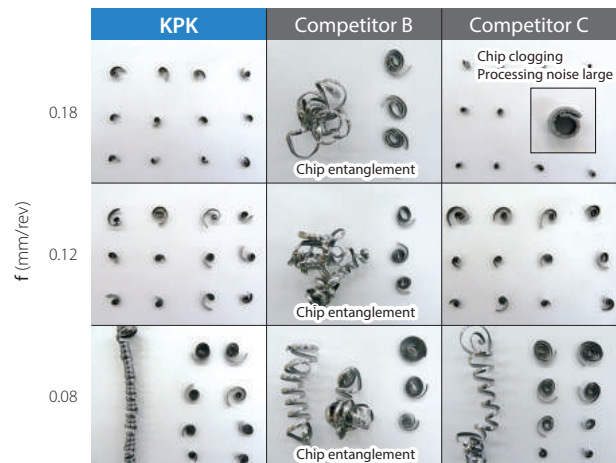 KPK
Competitor B
Competitor C
f (mm/rev)
0.18
Chip entanglement
Chip clogging
Processing noise large
0.12
Chip entanglement
0.08
Chip entanglement